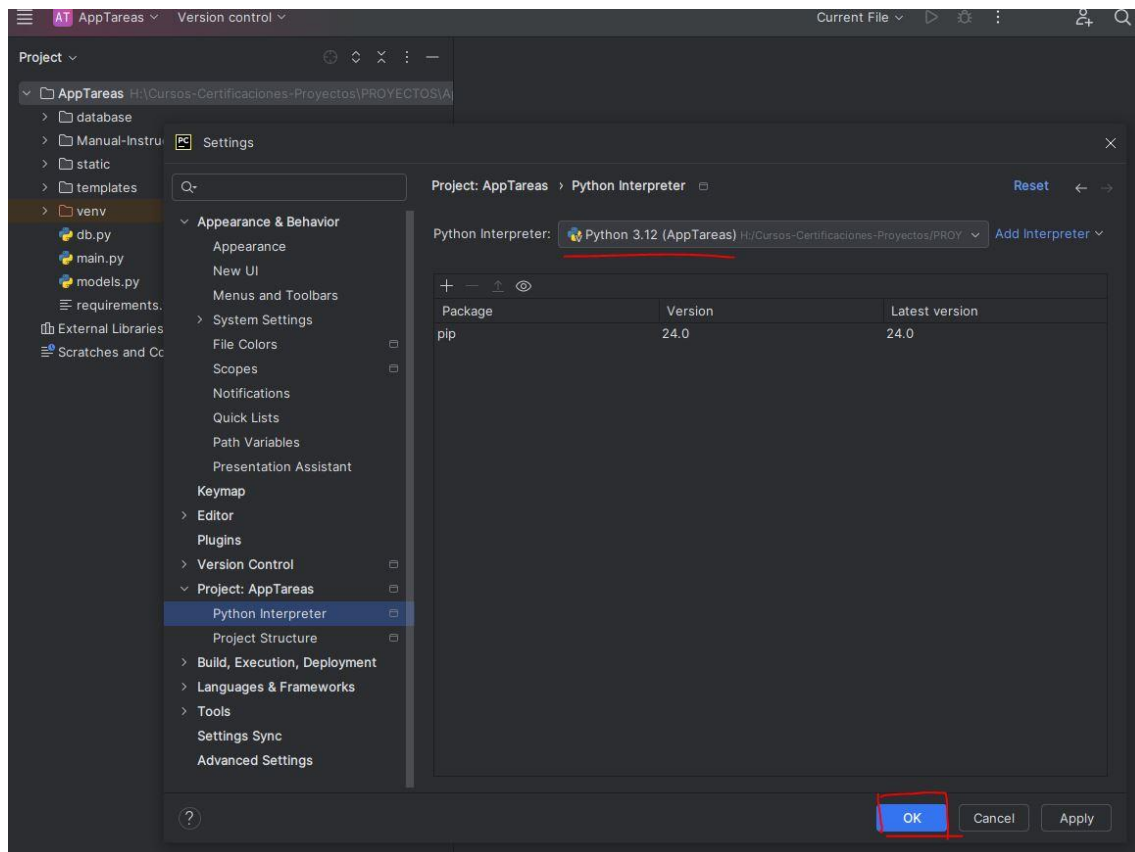 AT AppTareas Version control Current File
Project
AppTareas H:\Cursos-Certificaciones-Proyectos\PROYECTOS\A
database
Manual-Instru
static
templates
venv
db.py
main.py
models.py
requirements.
External Libraries
Scratches and Co
PC Settings
Appearance & Behavior
Appearance
New UI
Menus and Toolbars
System Settings
File Colors
Scopes
Notifications
Quick Lists
Path Variables
Presentation Assistant
Keymap
Editor
Plugins
Version Control
Project: AppTareas
Python Interpreter
Project Structure
Build, Execution, Deployment
Languages & Frameworks
Tools
Settings Sync
Advanced Settings
Project: AppTareas › Python Interpreter Reset
Python Interpreter: Python 3.12 (AppTareas) H:/Cursos-Certificaciones-Proyectos/PROY Add Interpreter
Package Version Latest version
pip 24.0 24.0
? OK Cancel Apply